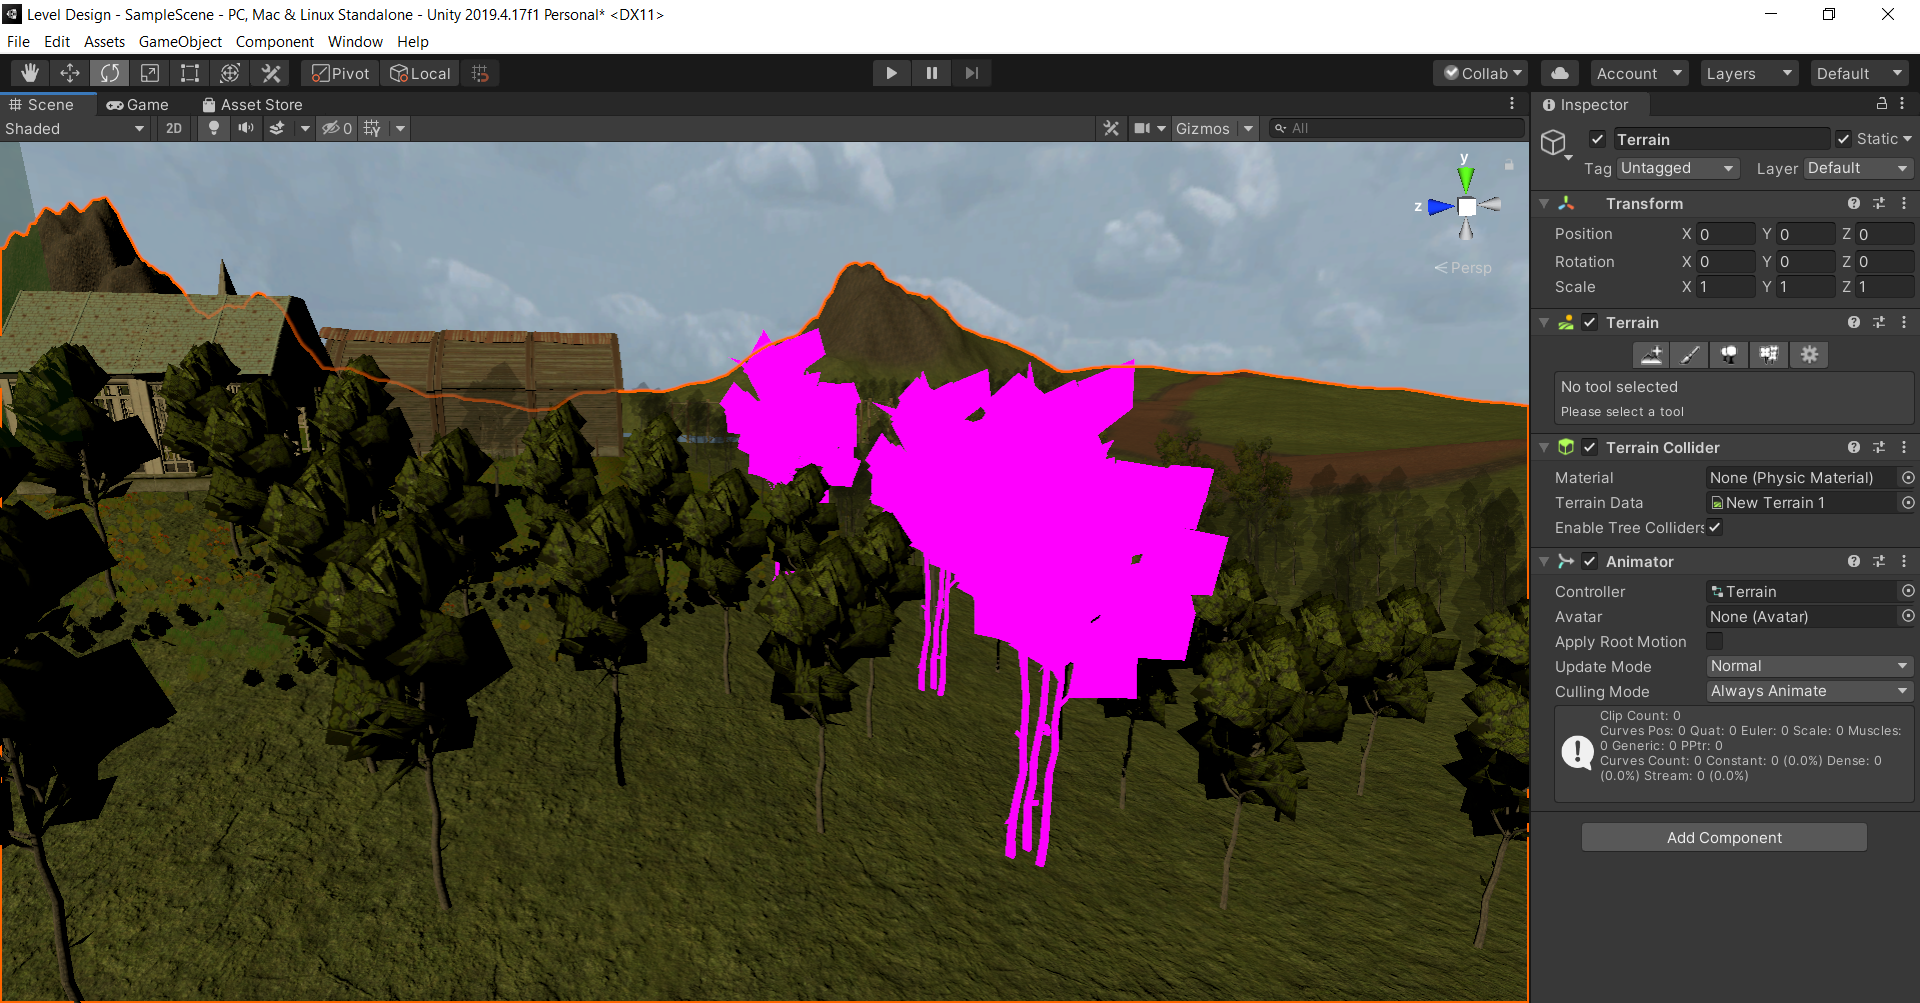 Level Design - SampleScene - PC, Mac & Linux Standalone - Unity 2019.4.17f1 Personal* <DX11>
File Edit Assets GameObject Component Window Help
Pivot Local Collab Account Layers Default
Scene Game Asset Store
Shaded 2D 0 Gizmos All
y
z
Persp
Inspector
Terrain Static
Tag Untagged Layer Default
Transform
Position X 0 Y 0 Z 0
Rotation X 0 Y 0 Z 0
Scale X 1 Y 1 Z 1
Terrain
No tool selected
Please select a tool
Terrain Collider
Material None (Physic Material)
Terrain Data New Terrain 1
Enable Tree Colliders
Animator
Controller Terrain
Avatar None (Avatar)
Apply Root Motion
Update Mode Normal
Culling Mode Always Animate
Clip Count: 0
Curves Pos: 0 Quat: 0 Euler: 0 Scale: 0 Muscles:
0 Generic: 0 PPtr: 0
Curves Count: 0 Constant: 0 (0.0%) Dense: 0
(0.0%) Stream: 0 (0.0%)
Add Component